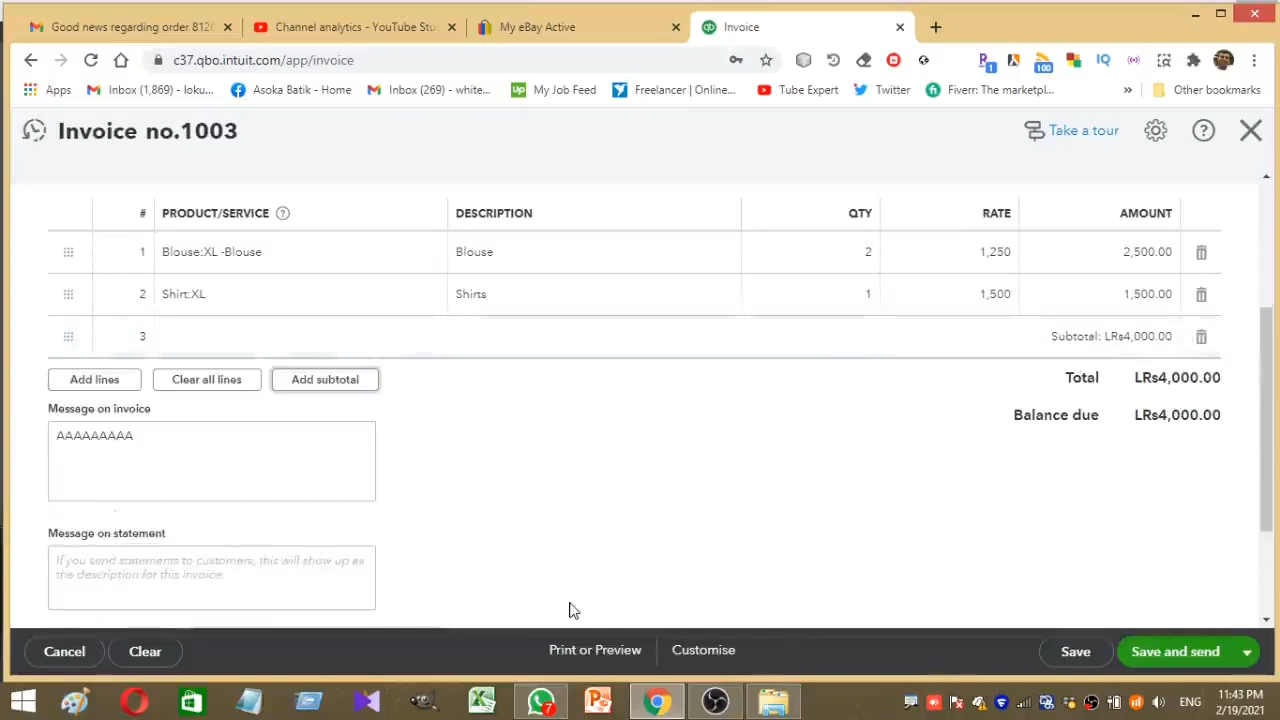 Good news regarding order 8126
Channel analytics - YouTube Stu
My eBay Active
Invoice
c37.qbo.intuit.com/app/invoice
1
100
IQ
Apps
Inbox (1,869) - loku...
Asoka Batik - Home
Inbox (269) - white...
Up My Job Feed
Freelancer | Online...
Tube Expert
Twitter
Fiverr: The marketpl...
»
Other bookmarks
Invoice no.1003
Take a tour
# PRODUCT/SERVICE DESCRIPTION QTY RATE AMOUNT
1 Blouse:XL -Blouse Blouse 2 1,250 2,500.00
2 Shirt:XL Shirts 1 1,500 1,500.00
3 Subtotal: LRs4,000.00
Add lines Clear all lines Add subtotal
Total LRs4,000.00
Message on invoice
Balance due LRs4,000.00
AAAAAAAAA
Message on statement
If you send statements to customers, this will show up as
the description for this invoice.
Cancel Clear Print or Preview Customise Save Save and send
7
ENG
11:43 PM
2/19/2021